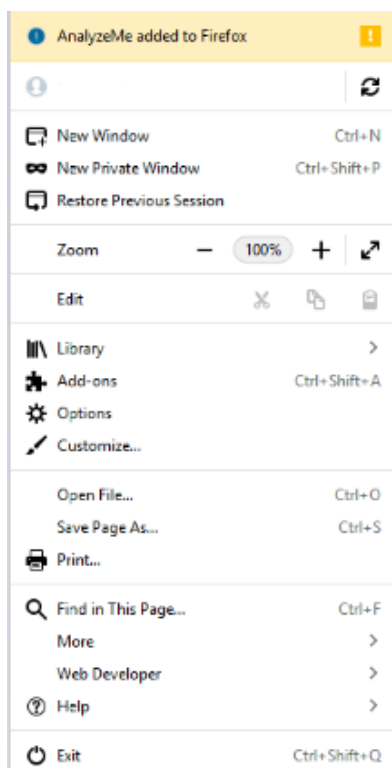 AnalyzeMe added to Firefox
New Window Ctrl+N
New Private Window Ctrl+Shift+P
Restore Previous Session
Zoom − 100% +
Edit
Library >
Add-ons Ctrl+Shift+A
Options
Customize...
Open File... Ctrl+O
Save Page As... Ctrl+S
Print...
Find in This Page... Ctrl+F
More >
Web Developer >
Help >
Exit Ctrl+Shift+Q